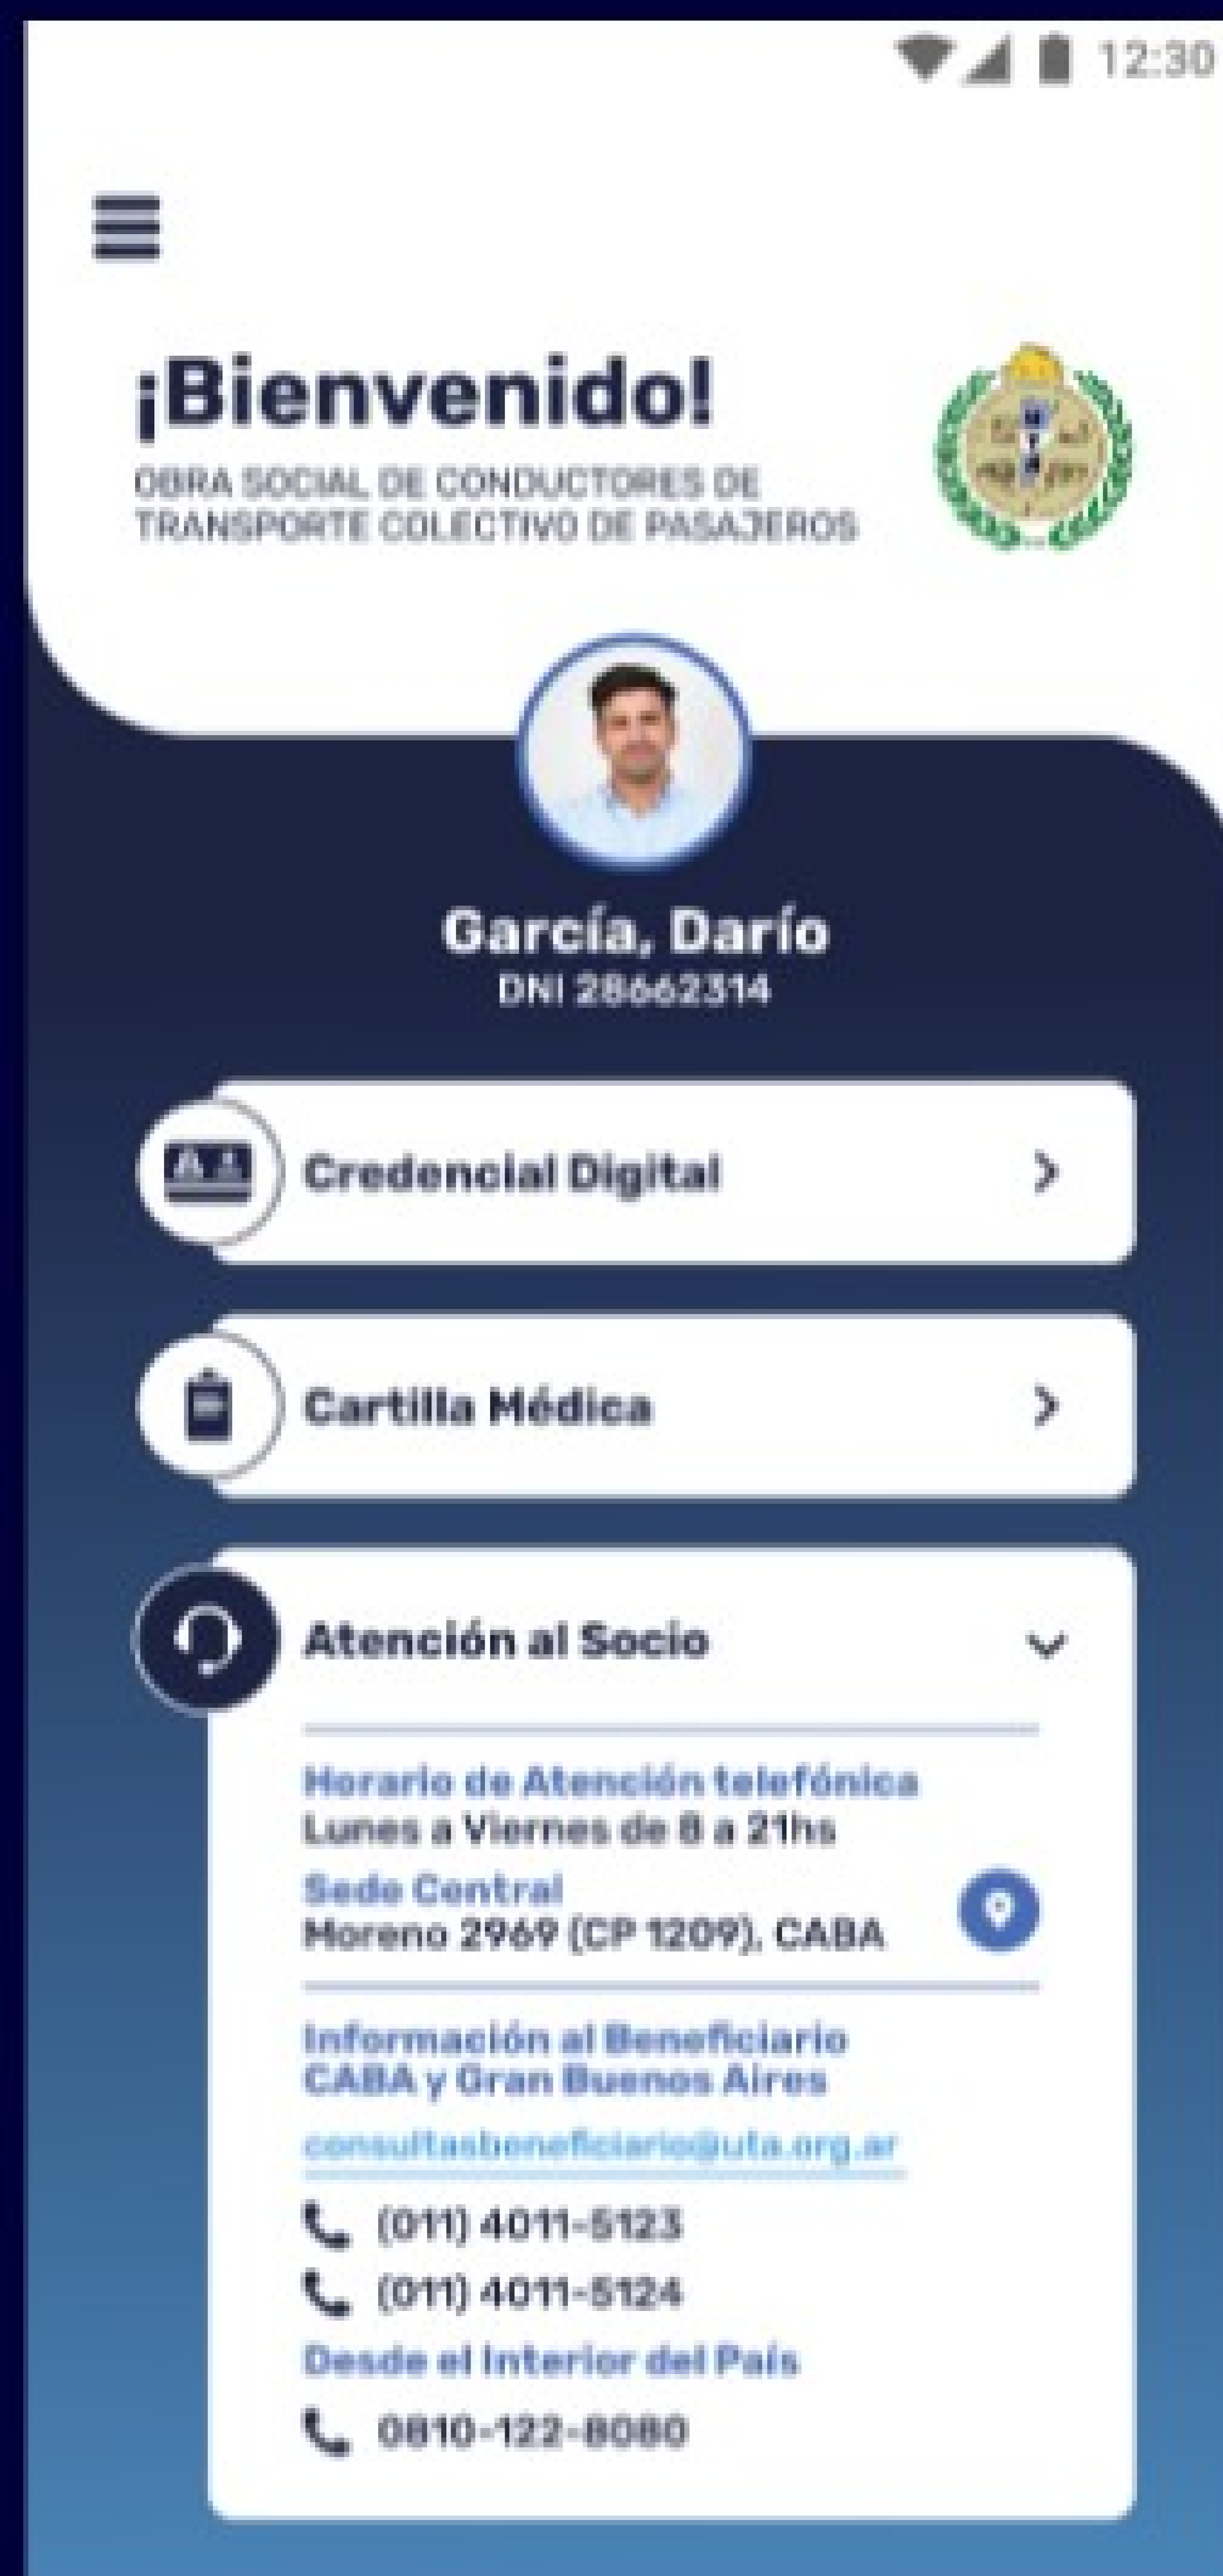 12:30
¡Bienvenido!
OBRA SOCIAL DE CONDUCTORES DE
TRANSPORTE COLECTIVO DE PASAJEROS
García, Darío
DNI 28662314
Credencial Digital
Cartilla Médica
Atención al Socio
Horario de Atención telefónica
Lunes a Viernes de 8 a 21hs
Sede Central
Moreno 2969 (CP 1209), CABA
Información al Beneficiario
CABA y Gran Buenos Aires
consultasbeneficiario@uta.org.ar
(011) 4011-5123
(011) 4011-5124
Desde el Interior del País
0810-122-8080